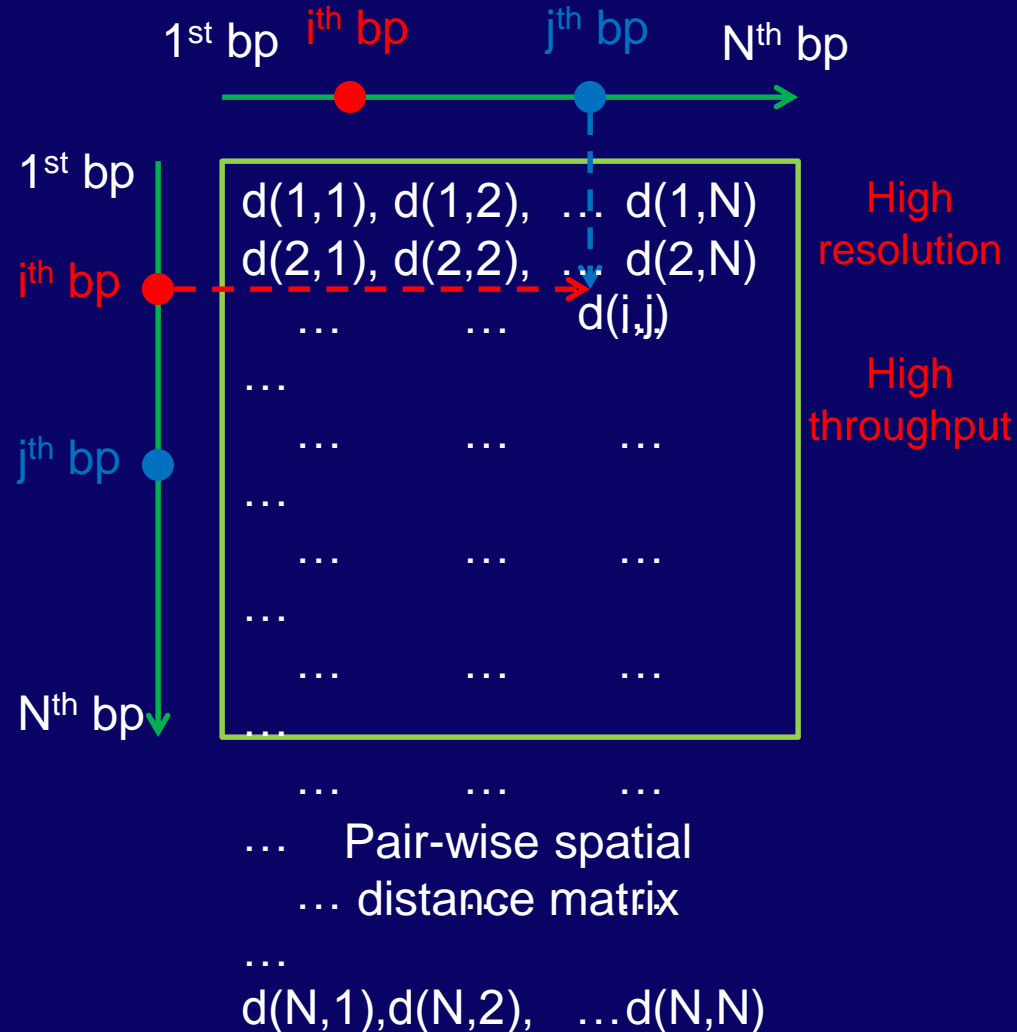 1st bp ith bp jth bp Nth bp
1st bp
d(1,1), d(1,2), … d(1,N)
High
resolution
d(2,1), d(2,2), … d(2,N)
ith bp
… … d(i,j)…
…
High
throughput
… … …
jth bp
…
… … …
…
… … …
Nth bp
…
… … …
… Pair-wise spatial
… … …
distance matrix
…
d(N,1),d(N,2), …d(N,N)